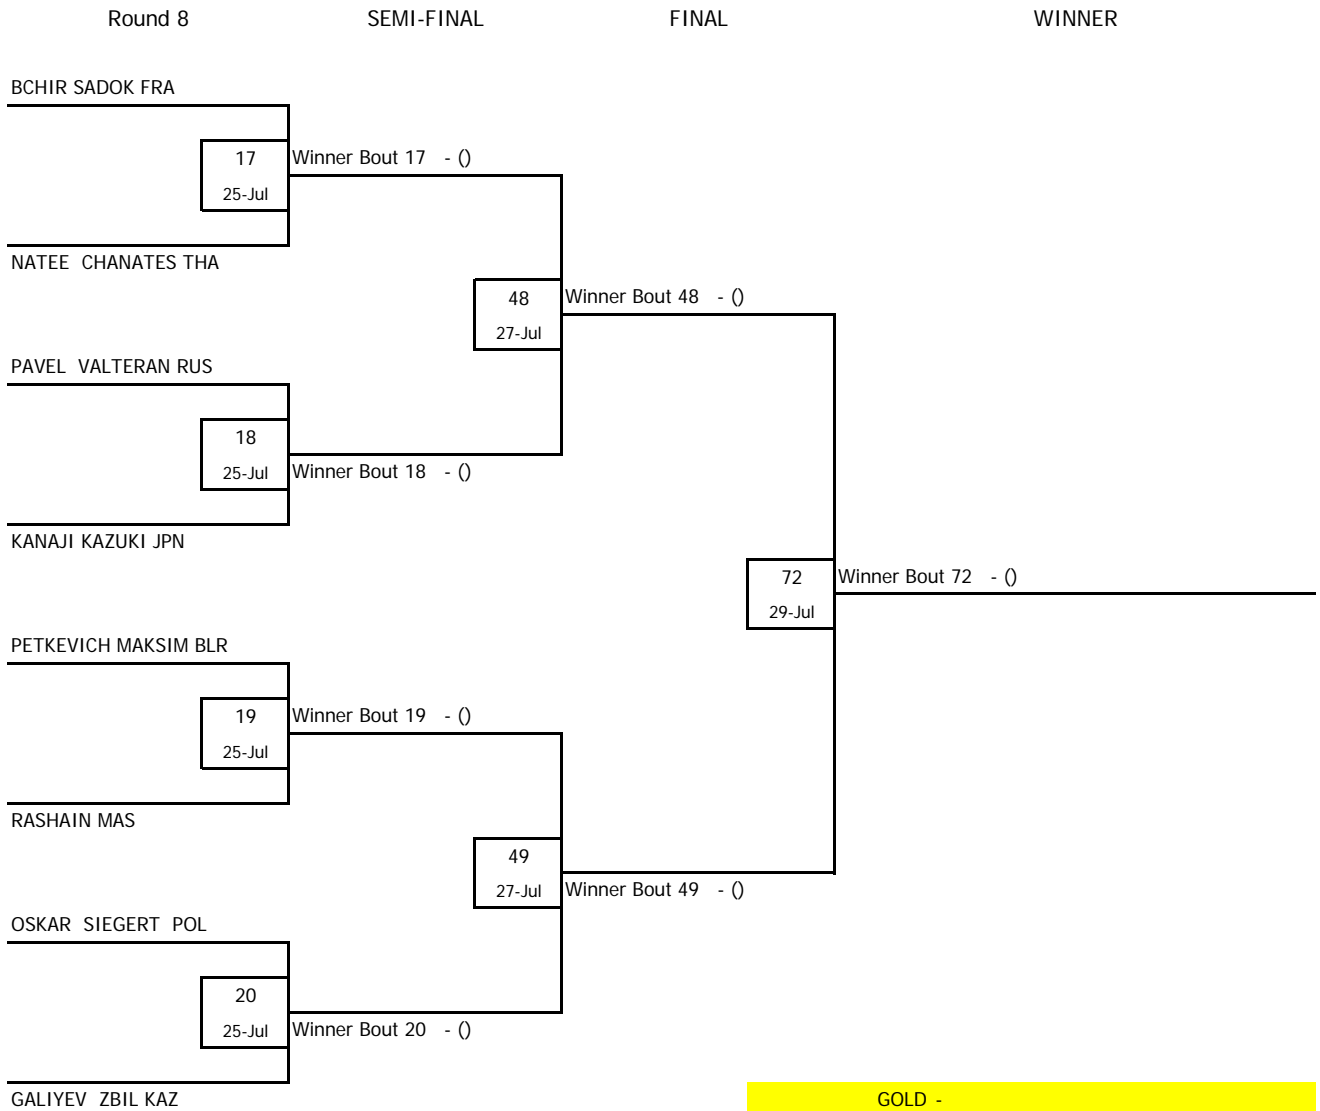 Round 8 SEMI-FINAL FINAL WINNER
BCHIR SADOK FRA
17 Winner Bout 17 - ()
25-Jul
NATEE CHANATES THA
48 Winner Bout 48 - ()
27-Jul
PAVEL VALTERAN RUS
18
25-Jul Winner Bout 18 - ()
KANAJI KAZUKI JPN
72 Winner Bout 72 - ()
29-Jul
PETKEVICH MAKSIM BLR
19 Winner Bout 19 - ()
25-Jul
RASHAIN MAS
49
27-Jul Winner Bout 49 - ()
OSKAR SIEGERT POL
20
25-Jul Winner Bout 20 - ()
GALIYEV ZBIL KAZ GOLD -